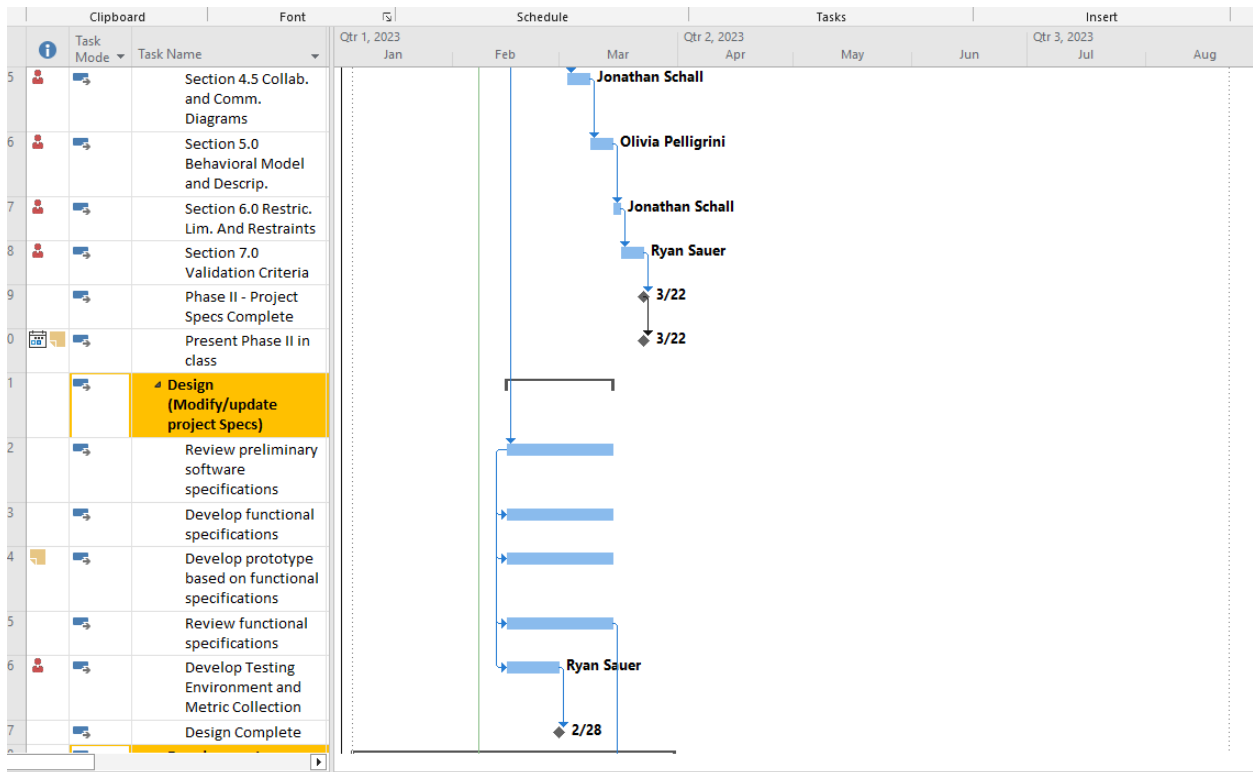 Clipboard Font Schedule Tasks Insert
Task Mode Task Name
Qtr 1, 2023 Qtr 2, 2023 Qtr 3, 2023
Jan Feb Mar Apr May Jun Jul Aug
5 Section 4.5 Collab.
and Comm.
Diagrams
Jonathan Schall
6 Section 5.0
Behavioral Model
and Descrip.
Olivia Pelligrini
7 Section 6.0 Restric.
Lim. And Restraints
Jonathan Schall
8 Section 7.0
Validation Criteria
Ryan Sauer
9 Phase II - Project
Specs Complete
3/22
0 Present Phase II in
class
3/22
1 Design
(Modify/update
project Specs)
2 Review preliminary
software
specifications
3 Develop functional
specifications
4 Develop prototype
based on functional
specifications
5 Review functional
specifications
6 Develop Testing
Environment and
Metric Collection
Ryan Sauer
7 Design Complete
2/28